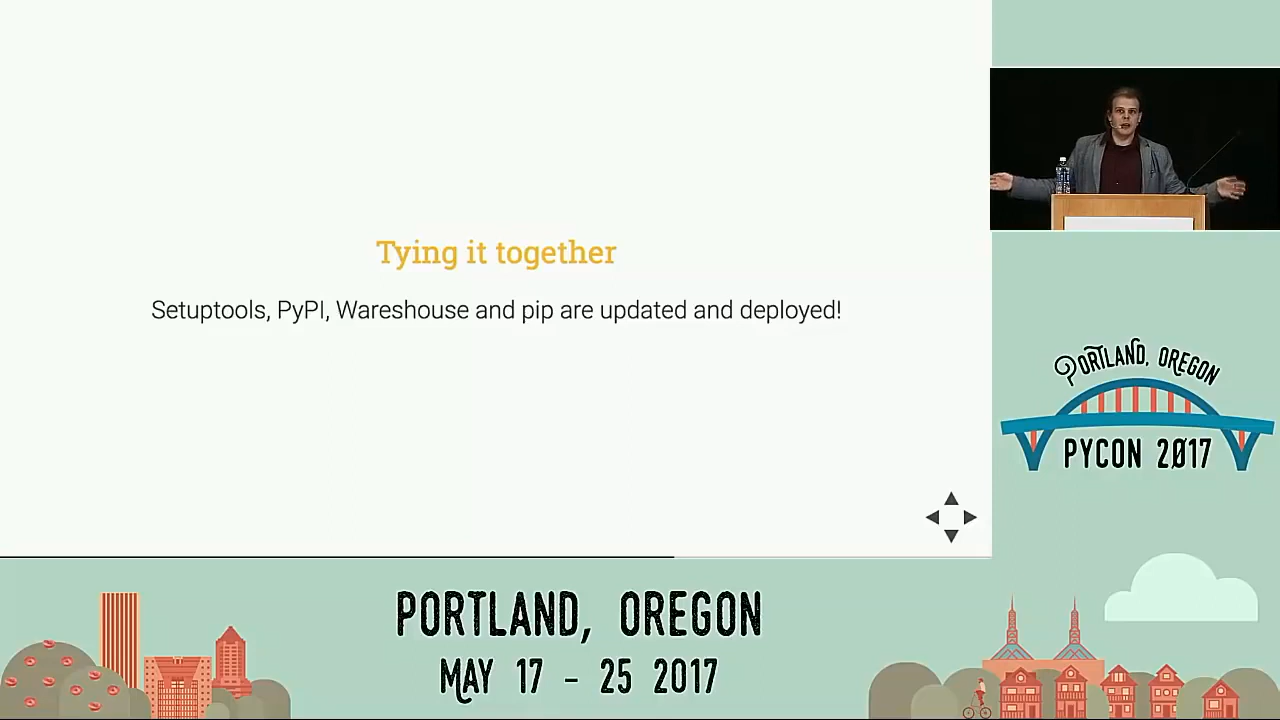 Tying it together
Setuptools, PyPI, Wareshouse and pip are updated and deployed!
PORTLAND, OREGON
PYCON 2017
PORTLAND, OREGON
MAY 17 - 25 2017